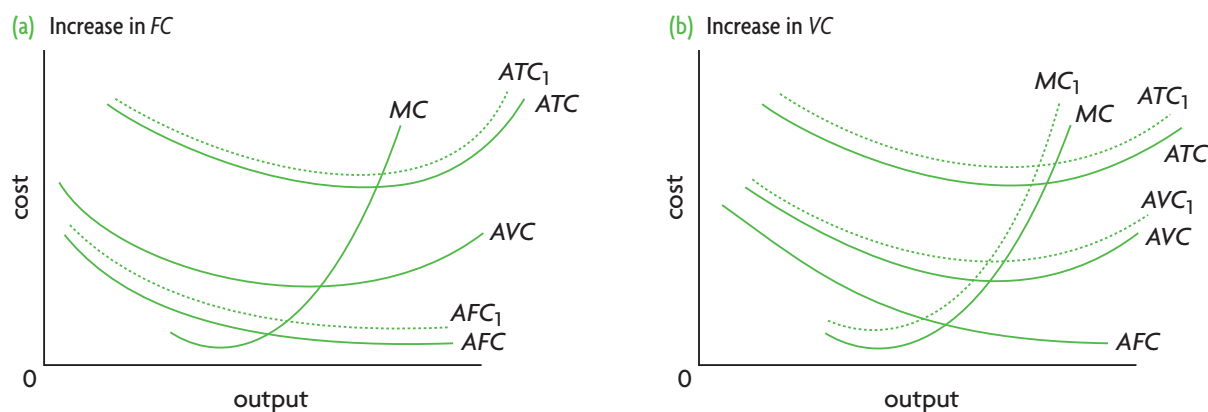 (a) Increase in FC
cost
ATC₁
ATC
MC
AVC
AFC₁
AFC
0
output
(b) Increase in VC
cost
MC₁
MC
ATC₁
ATC
AVC₁
AVC
AFC
0
output